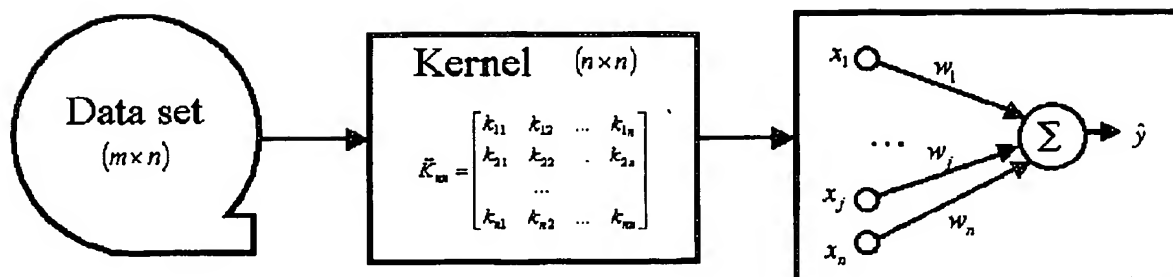 Data set
(m×n)
Kernel (n×n)
K̈ₙₙ = [k₁₁ k₁₂ ... k₁ₙ
k₂₁ k₂₂ . k₂ₙ
...
kₙ₁ kₙ₂ ... kₙₙ]
x₁
w₁
...
wⱼ
xⱼ
wₙ
xₙ
Σ
ŷ